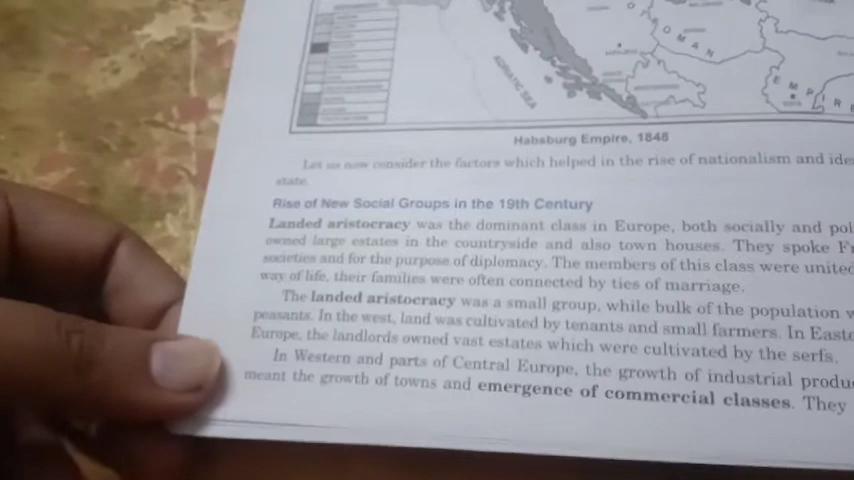 ADRIATIC SEA
O
O M A N
E M P I R E
Habsburg Empire, 1848
Let us now consider the factors which helped in the rise of nationalism and
state.
Rise of New Social Groups in the 19th Century
Landed aristocracy was the dominant class in Europe, both socially and
owned large estates in the countryside and also town houses. They spoke
societies and for the purpose of diplomacy. The members of this class were united
way of life, their families were often connected by ties of marriage.
The landed aristocracy was a small group, while bulk of the population
peasants. In the west, land was cultivated by tenants and small farmers. In
Europe, the landlords owned vast estates which were cultivated by the serfs.
In Western and parts of Central Europe, the growth of industrial
meant the growth of towns and emergence of commercial classes. They